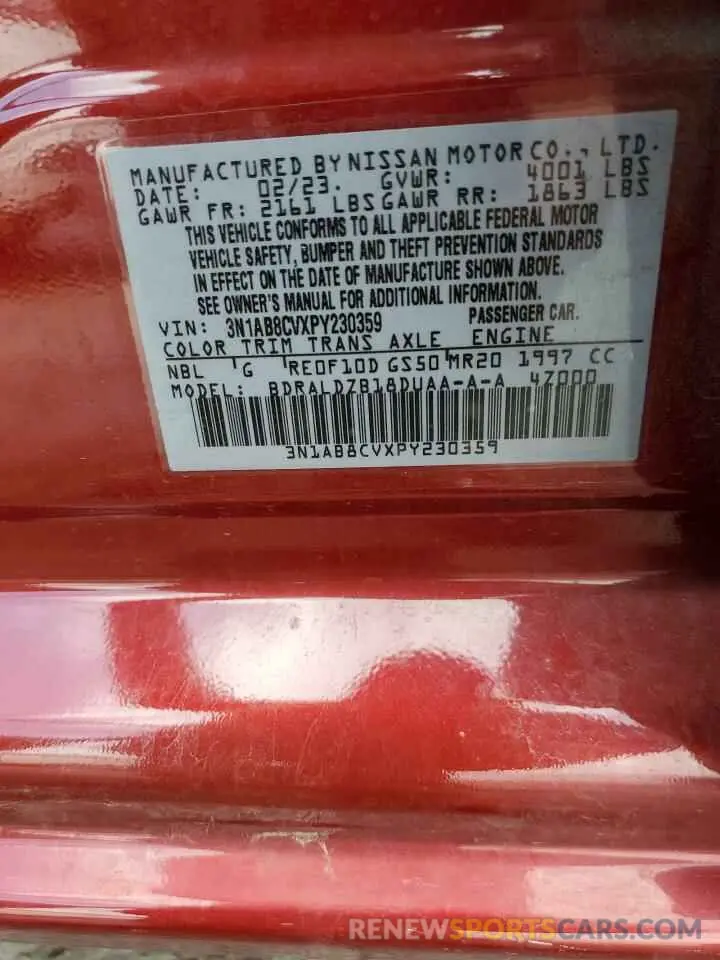 MANUFACTURED BY NISSAN MOTOR CO., LTD.
DATE: 02/23. GVWR: 4001 LBS
GAWR FR: 2161 LBS GAWR RR: 1863 LBS
THIS VEHICLE CONFORMS TO ALL APPLICABLE FEDERAL MOTOR
VEHICLE SAFETY, BUMPER AND THEFT PREVENTION STANDARDS
IN EFFECT ON THE DATE OF MANUFACTURE SHOWN ABOVE.
SEE OWNER'S MANUAL FOR ADDITIONAL INFORMATION.
VIN: 3N1AB8CVXPY230359 PASSENGER CAR.
COLOR TRIM TRANS AXLE ENGINE
NBL G RE0F10D GS50 MR20 1997 CC
MODEL: BDRALDZB18DUAA-A-A 4Z000
3N1AB8CVXPY230359
RENEWSPORTSCARS.COM